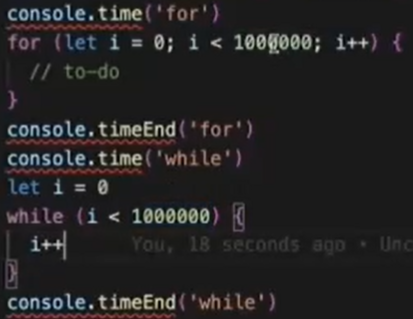 console.time('for')
for (let i = 0; i < 1000000; i++) {
// to-do
}
console.timeEnd('for')
console.time('while')
let i = 0
while (i < 1000000) {
i++ You, 18 seconds ago • Unc
}
console.timeEnd('while')